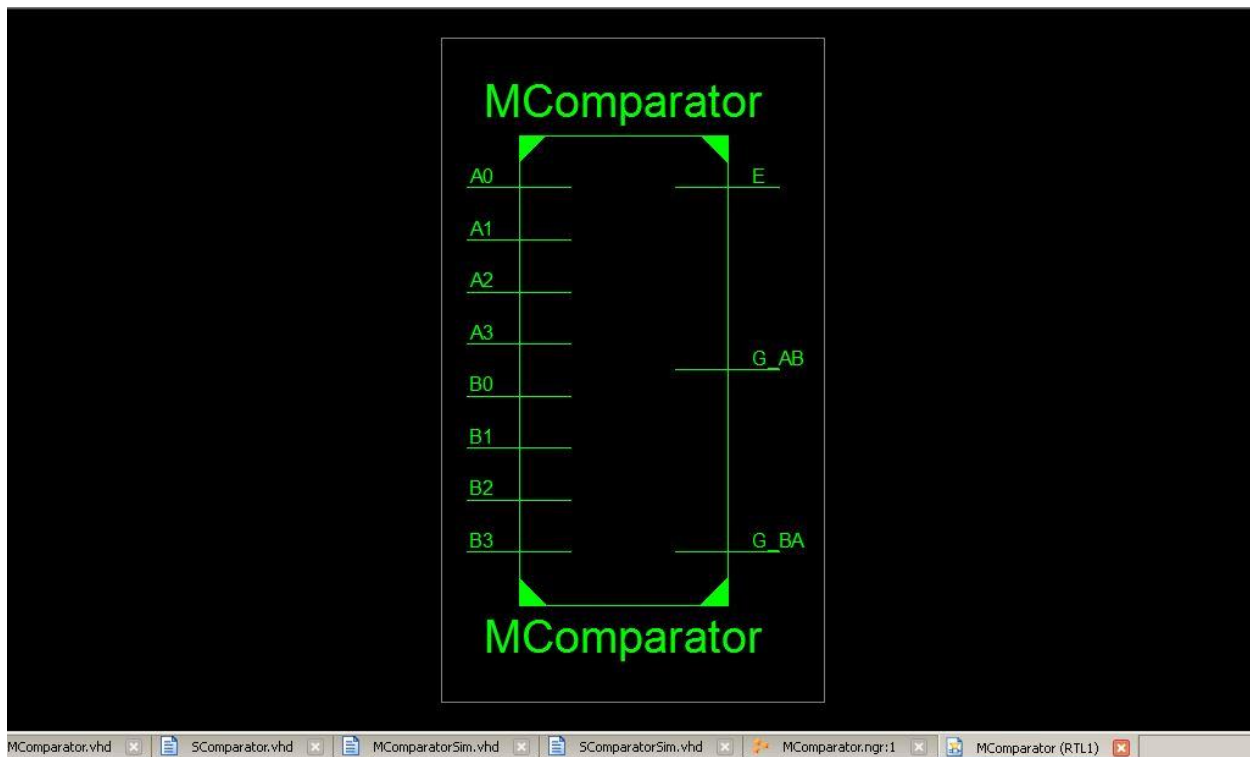 MComparator
A0 E
A1
A2
A3
G_AB
B0
B1
B2
B3 G_BA
MComparator
MComparator.vhd SComparator.vhd MComparatorSim.vhd SComparatorSim.vhd MComparator.ngr:1 MComparator (RTL1)